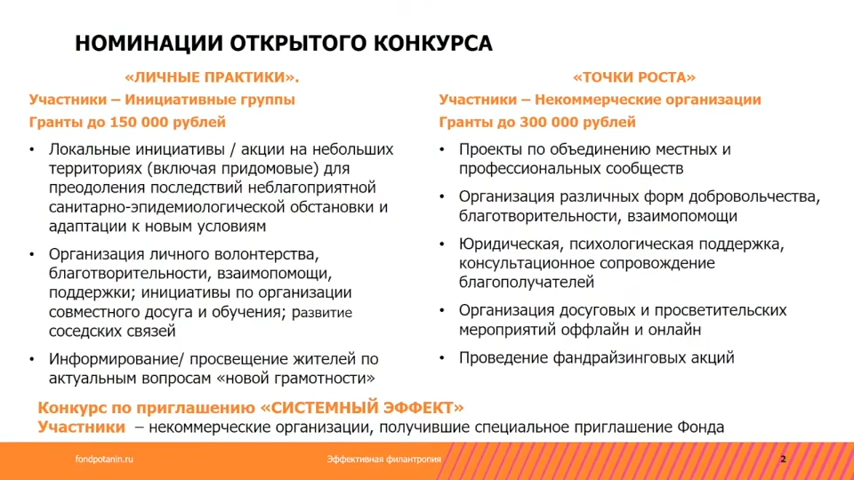 НОМИНАЦИИ ОТКРЫТОГО КОНКУРСА
«ЛИЧНЫЕ ПРАКТИКИ».
Участники – Инициативные группы
Гранты до 150 000 рублей
• Локальные инициативы / акции на небольших
территориях (включая придомовые) для
преодоления последствий неблагоприятной
санитарно-эпидемиологической обстановки и
адаптации к новым условиям
• Организация личного волонтерства,
благотворительности, взаимопомощи,
поддержки; инициативы по организации
совместного досуга и обучения; развитие
соседских связей
• Информирование/ просвещение жителей по
актуальным вопросам «новой грамотности»
«ТОЧКИ РОСТА»
Участники – Некоммерческие организации
Гранты до 300 000 рублей
• Проекты по объединению местных и
профессиональных сообществ
• Организация различных форм добровольчества,
благотворительности, взаимопомощи
• Юридическая, психологическая поддержка,
консультационное сопровождение
благополучателей
• Организация досуговых и просветительских
мероприятий оффлайн и онлайн
• Проведение фандрайзинговых акций
Конкурс по приглашению «СИСТЕМНЫЙ ЭФФЕКТ»
Участники – некоммерческие организации, получившие специальное приглашение Фонда
fondpotanin.ru
Эффективная филантропия
2